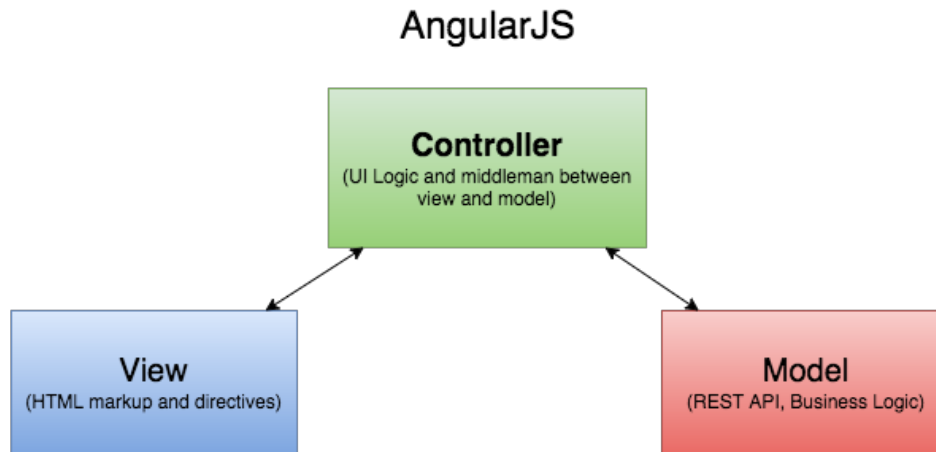 AngularJS
Controller
(UI Logic and middleman between
view and model)
View
(HTML markup and directives)
Model
(REST API, Business Logic)